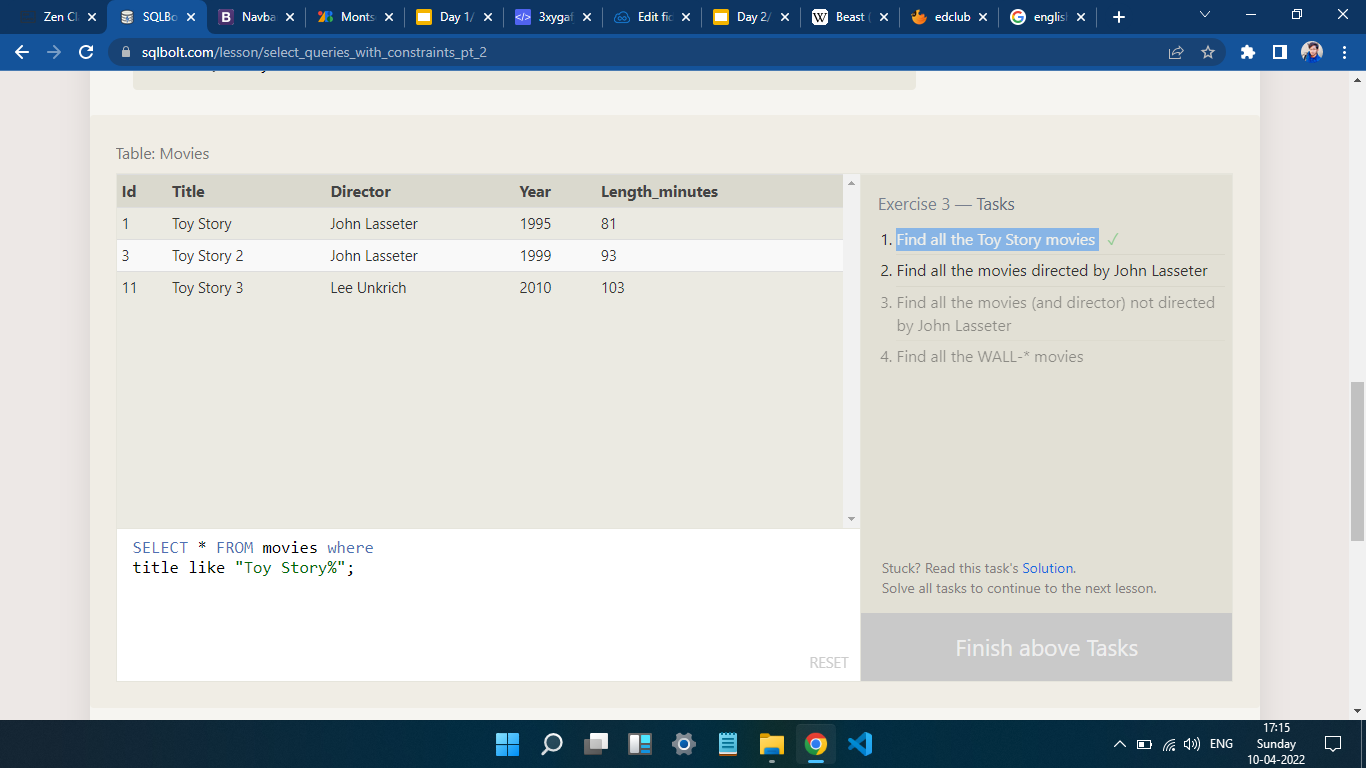 Zen Cl
SQLBo
Navba
Monts
Day 1/
3xygaf
Edit fi
Day 2/
Beast (
edclub
englis
sqlbolt.com/lesson/select_queries_with_constraints_pt_2
Table: Movies
Id Title Director Year Length_minutes
1 Toy Story John Lasseter 1995 81
3 Toy Story 2 John Lasseter 1999 93
11 Toy Story 3 Lee Unkrich 2010 103
SELECT * FROM movies where
title like "Toy Story%";
RESET
Exercise 3 — Tasks
1. Find all the Toy Story movies ✓
2. Find all the movies directed by John Lasseter
3. Find all the movies (and director) not directed
by John Lasseter
4. Find all the WALL-* movies
Stuck? Read this task's Solution.
Solve all tasks to continue to the next lesson.
Finish above Tasks
ENG
17:15
Sunday
10-04-2022